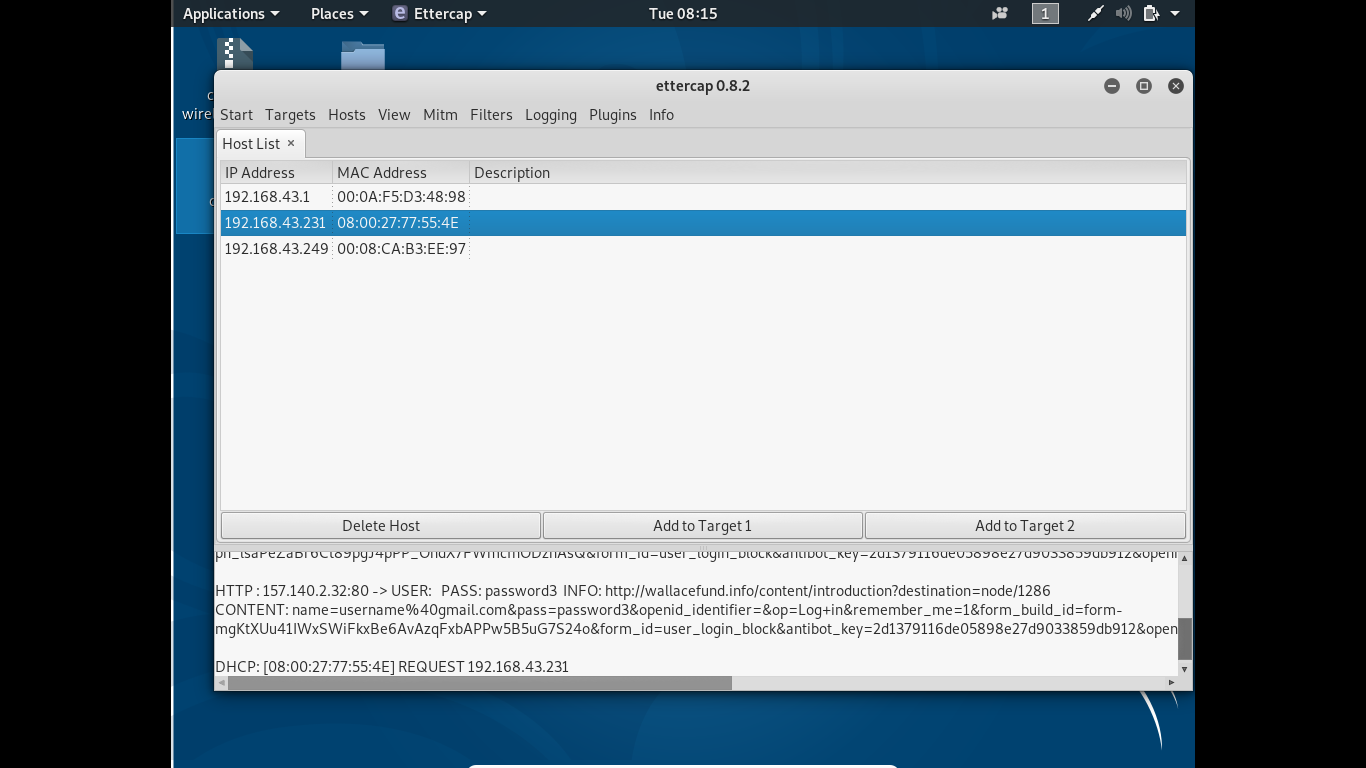 Applications Places Ettercap Tue 08:15 1
wire
ettercap 0.8.2
Start Targets Hosts View Mitm Filters Logging Plugins Info
Host List ×
IP Address MAC Address Description
192.168.43.1 00:0A:F5:D3:48:98
192.168.43.231 08:00:27:77:55:4E
192.168.43.249 00:08:CA:B3:EE:97
Delete Host Add to Target 1 Add to Target 2
HTTP : 157.140.2.32:80 -> USER: PASS: password3 INFO: http://wallacefund.info/content/introduction?destination=node/1286
CONTENT: name=username%40gmail.com&pass=password3&openid_identifier=&op=Log+in&remember_me=1&form_build_id=form-
mgKtXUu41IWxSWiFkxBe6AvAzqFxbAPPw5B5uG7S24o&form_id=user_login_block&antibot_key=2d1379116de05898e27d9033859db912&open
DHCP: [08:00:27:77:55:4E] REQUEST 192.168.43.231